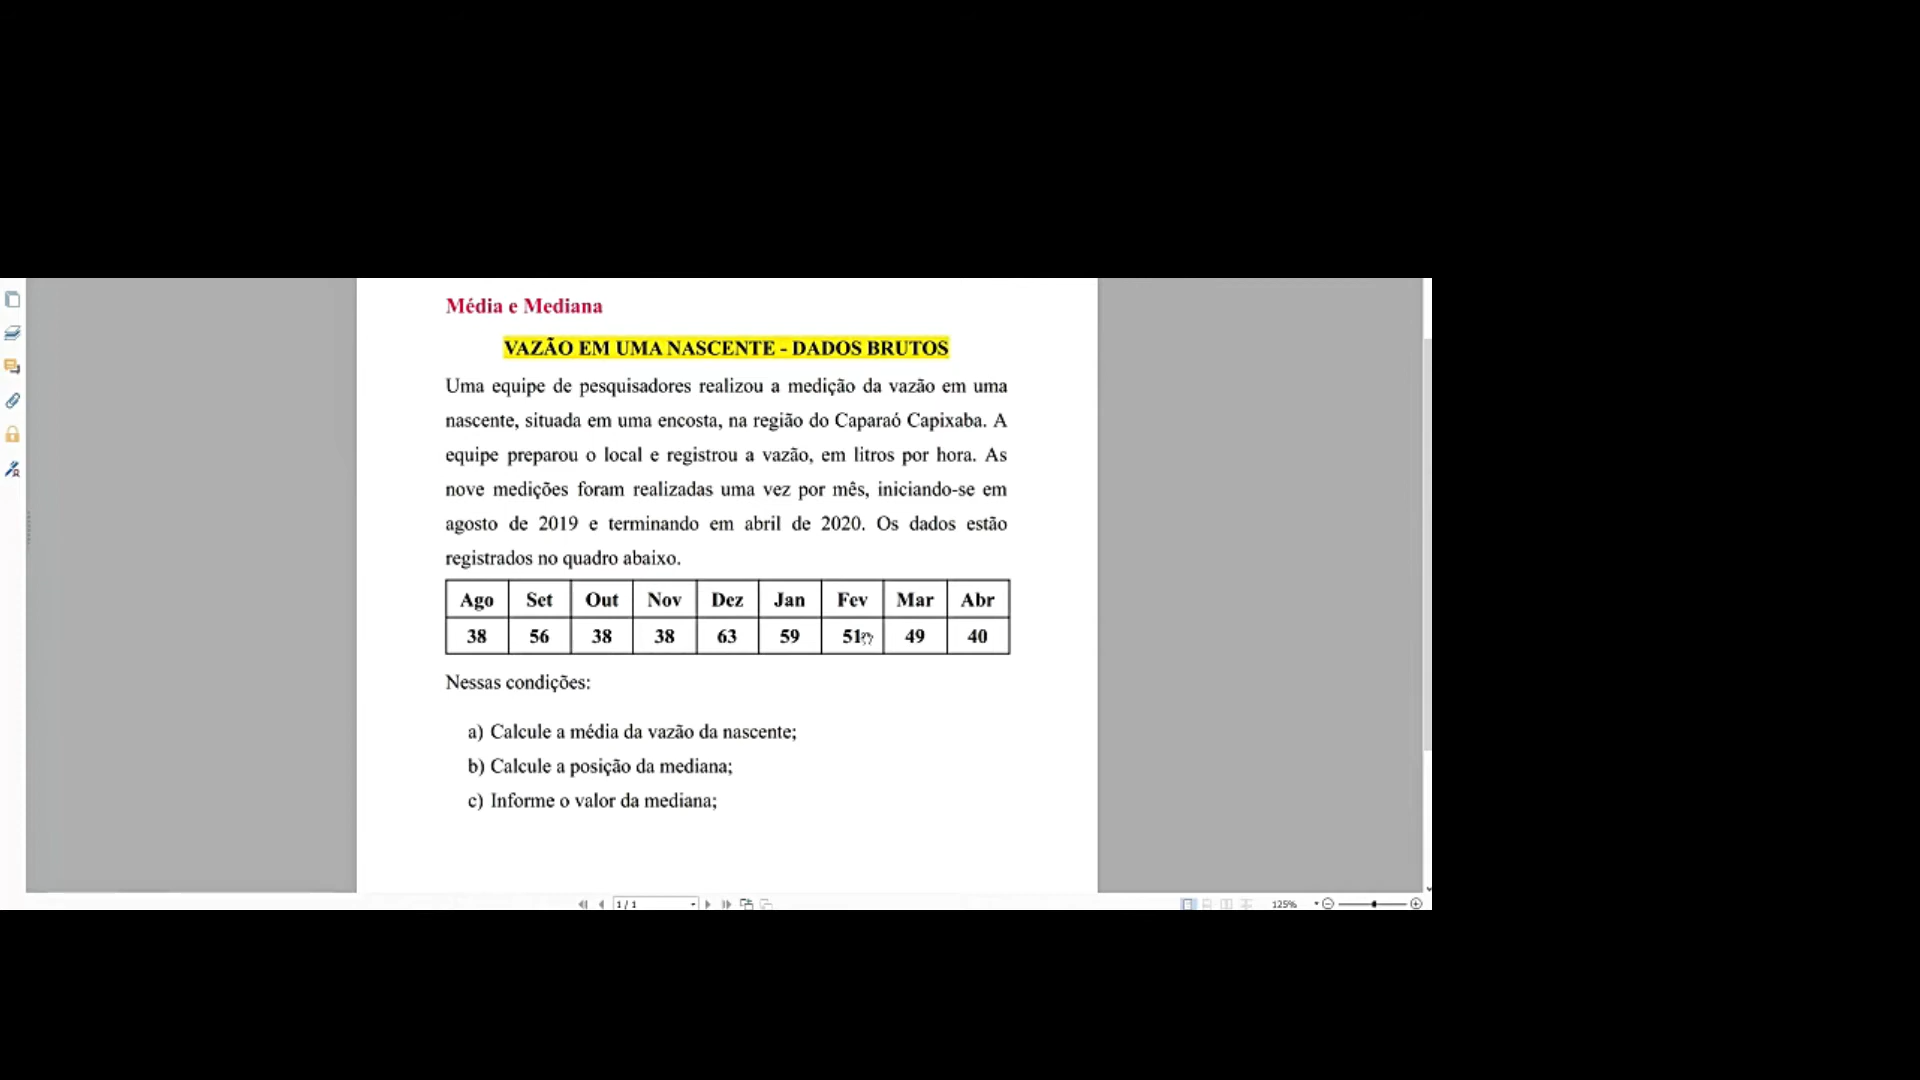 Média e Mediana
VAZÃO EM UMA NASCENTE - DADOS BRUTOS
Uma equipe de pesquisadores realizou a medição da vazão em uma
nascente, situada em uma encosta, na região do Caparaó Capixaba. A
equipe preparou o local e registrou a vazão, em litros por hora. As
nove medições foram realizadas uma vez por mês, iniciando-se em
agosto de 2019 e terminando em abril de 2020. Os dados estão
registrados no quadro abaixo.
Ago Set Out Nov Dez Jan Fev Mar Abr
38 56 38 38 63 59 51 49 40
Nessas condições:
a) Calcule a média da vazão da nascente;
b) Calcule a posição da mediana;
c) Informe o valor da mediana;
1 / 1 125%